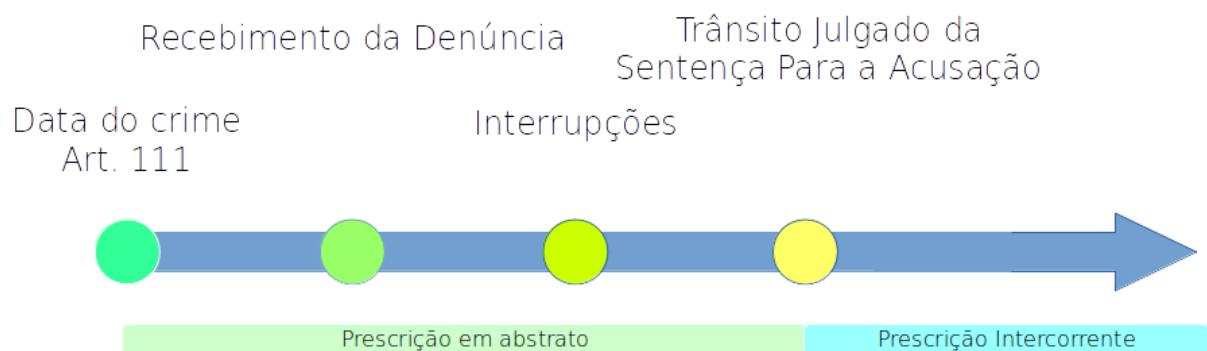 Recebimento da Denúncia
Trânsito Julgado da
Sentença Para a Acusação
Data do crime
Art. 111
Interrupções
Prescrição em abstrato
Prescrição Intercorrente